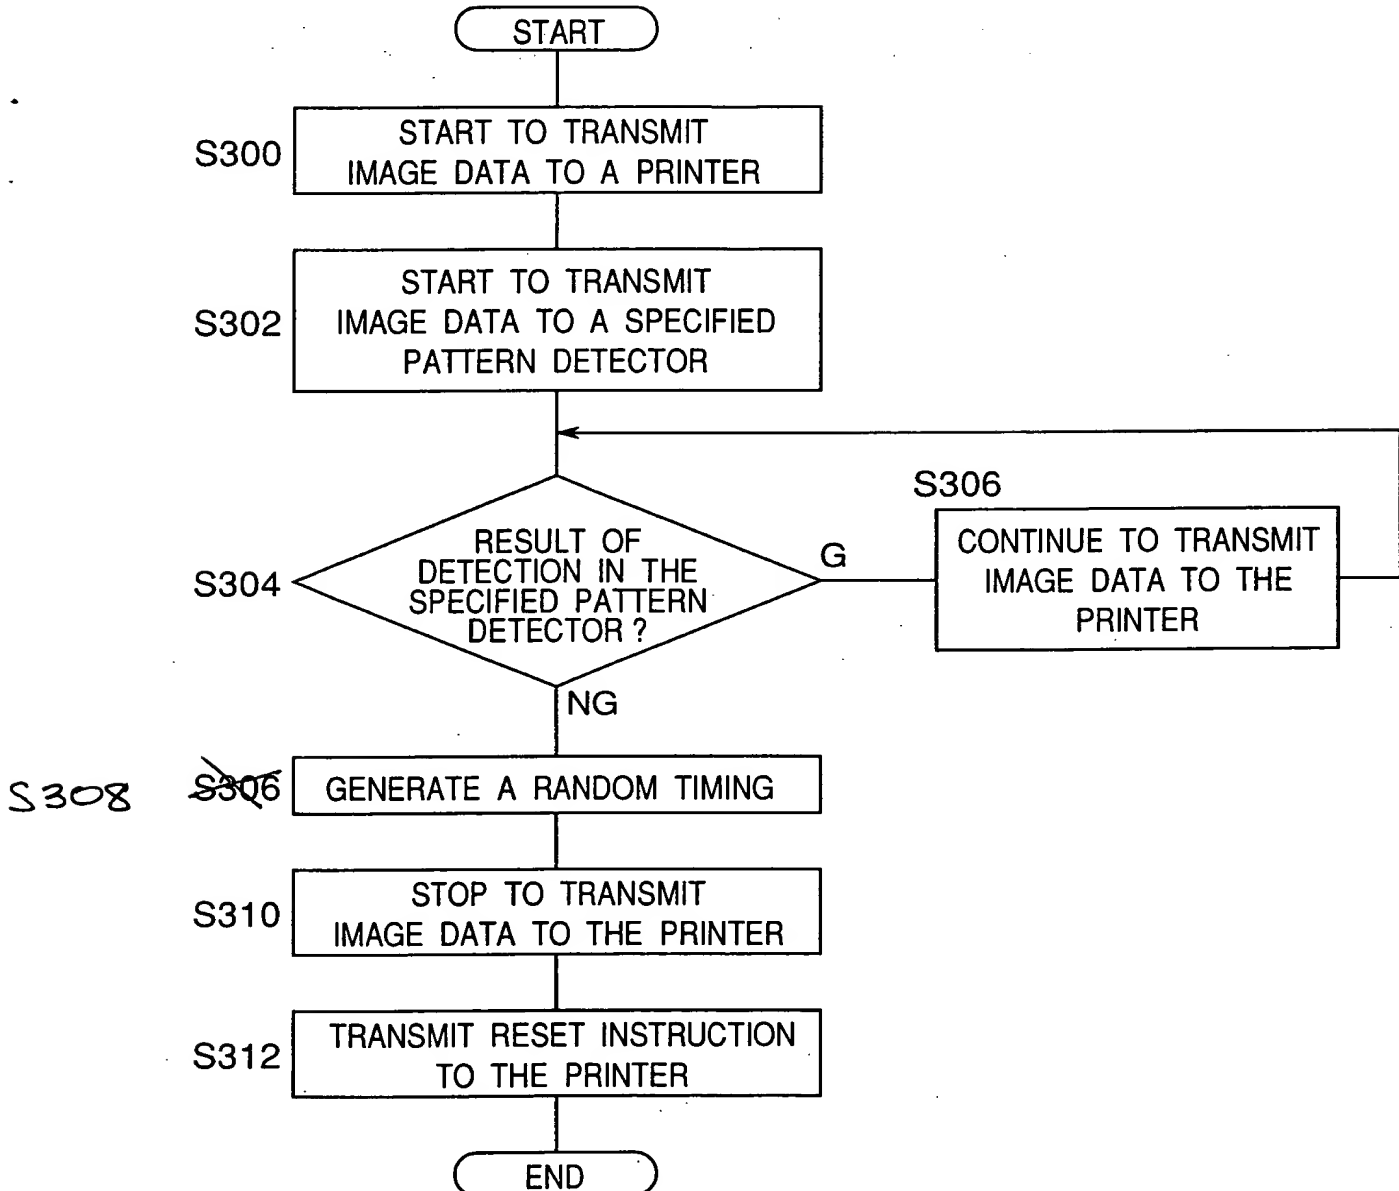 START
S300
START TO TRANSMIT
IMAGE DATA TO A PRINTER
S302
START TO TRANSMIT
IMAGE DATA TO A SPECIFIED
PATTERN DETECTOR
S304
RESULT OF
DETECTION IN THE
SPECIFIED PATTERN
DETECTOR ?
G
S306
CONTINUE TO TRANSMIT
IMAGE DATA TO THE
PRINTER
NG
S308
S306
GENERATE A RANDOM TIMING
S310
STOP TO TRANSMIT
IMAGE DATA TO THE PRINTER
S312
TRANSMIT RESET INSTRUCTION
TO THE PRINTER
END